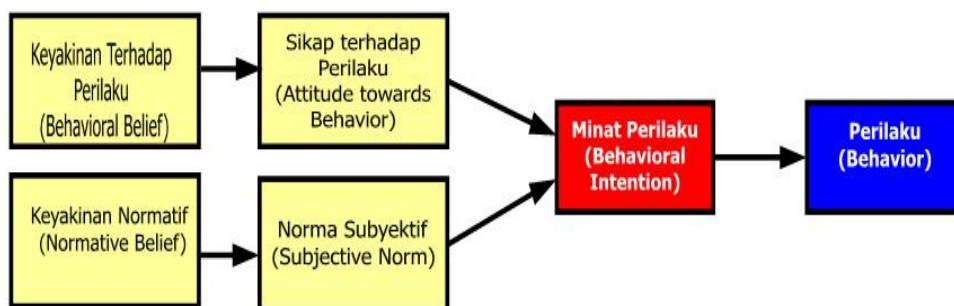 Keyakinan Terhadap
Perilaku
(Behavioral Belief)
Sikap terhadap
Perilaku
(Attitude towards
Behavior)
Keyakinan Normatif
(Normative Belief)
Norma Subyektif
(Subjective Norm)
Minat Perilaku
(Behavioral
Intention)
Perilaku
(Behavior)